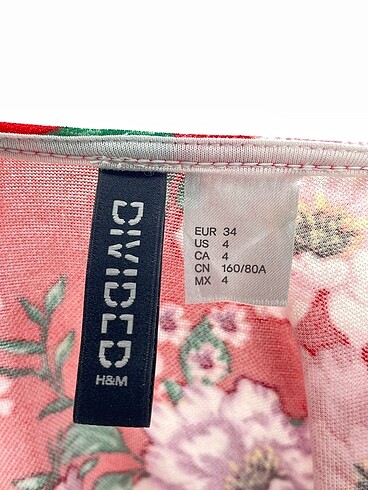 DIVIDED
H&M
EUR 34
US 4
CA 4
CN 160/80A
MX 4